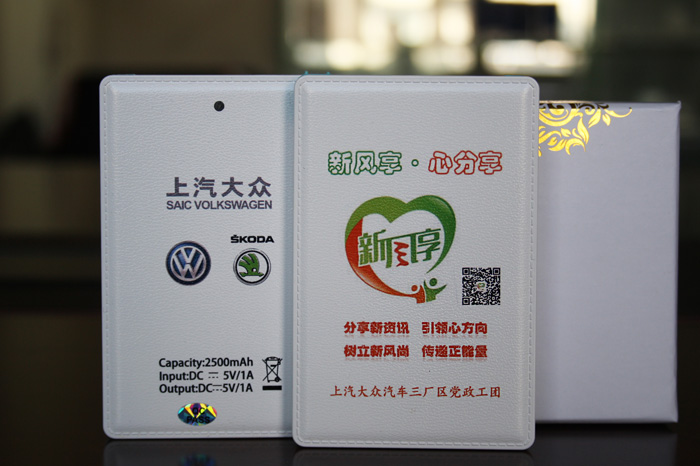 上汽大众
SAIC VOLKSWAGEN
ŠKODA
Capacity:2500mAh
Input:DC ⎓ 5V/1A
Output:DC⎓5V/1A
新风享·心分享
新风享
分享新资讯 引领心方向
树立新风尚 传递正能量
上汽大众汽车三厂区党政工团